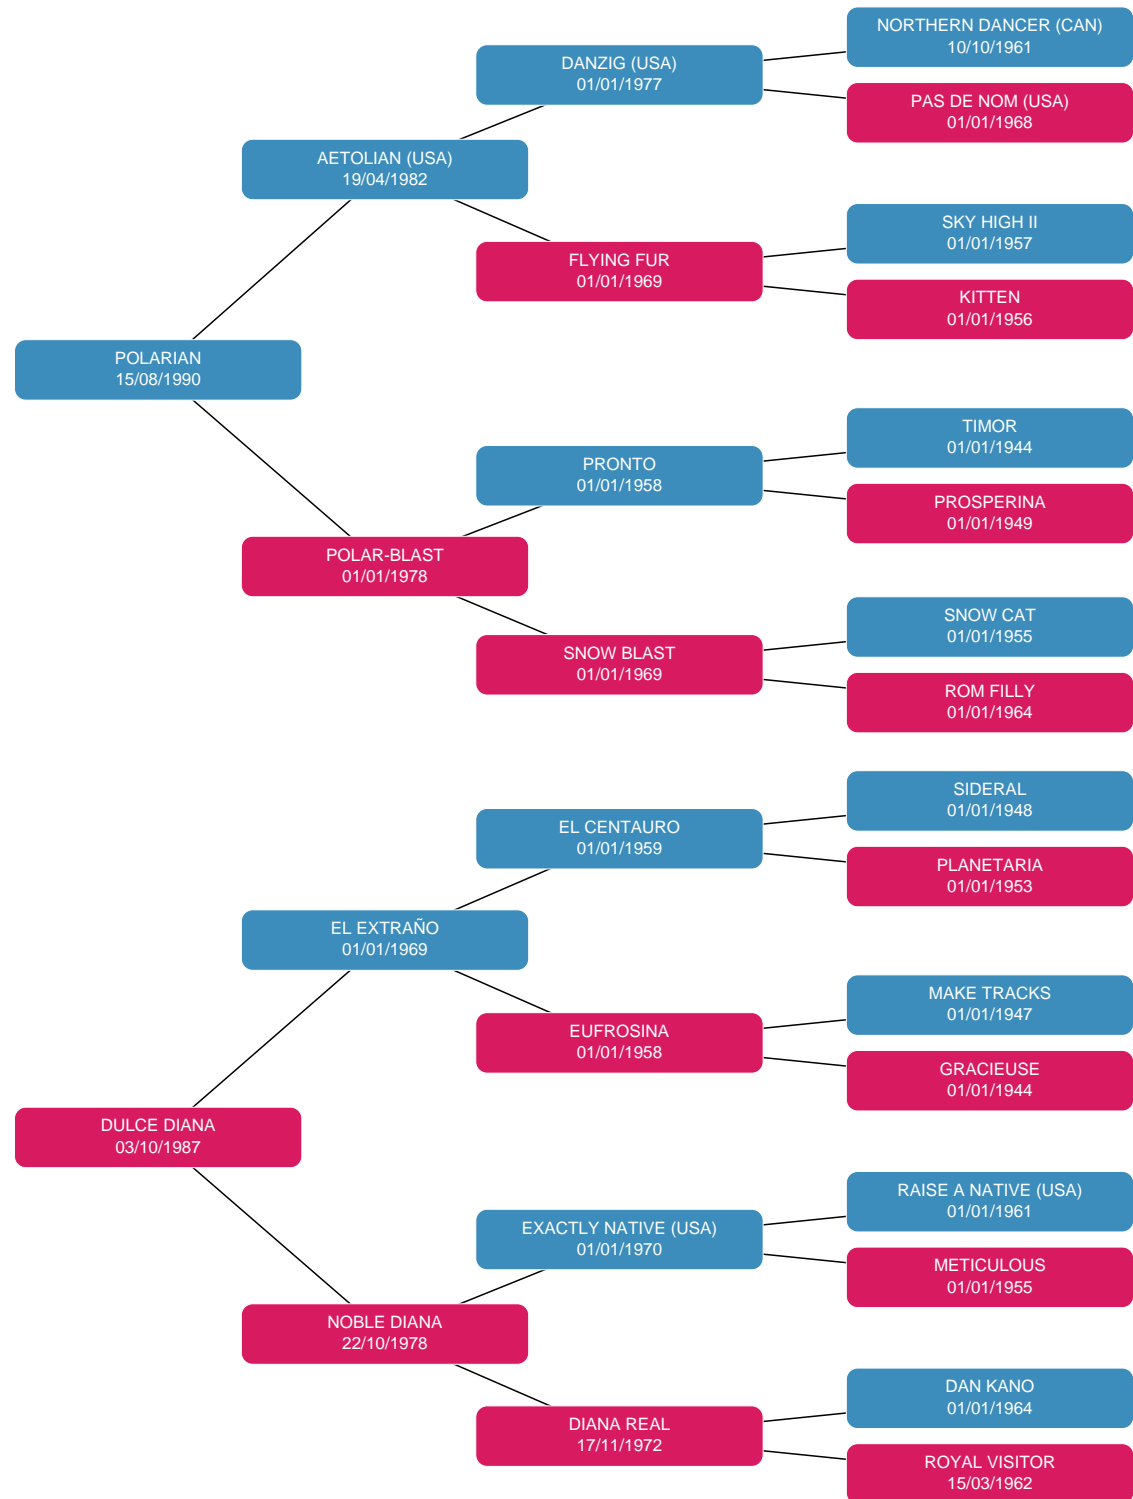 NORTHERN DANCER (CAN)
10/10/1961
DANZIG (USA)
01/01/1977
PAS DE NOM (USA)
01/01/1968
AETOLIAN (USA)
19/04/1982
SKY HIGH II
01/01/1957
FLYING FUR
01/01/1969
KITTEN
01/01/1956
POLARIAN
15/08/1990
TIMOR
01/01/1944
PRONTO
01/01/1958
PROSPERINA
01/01/1949
POLAR-BLAST
01/01/1978
SNOW CAT
01/01/1955
SNOW BLAST
01/01/1969
ROM FILLY
01/01/1964
SIDERAL
01/01/1948
EL CENTAURO
01/01/1959
PLANETARIA
01/01/1953
EL EXTRAÑO
01/01/1969
MAKE TRACKS
01/01/1947
EUFROSINA
01/01/1958
GRACIEUSE
01/01/1944
DULCE DIANA
03/10/1987
RAISE A NATIVE (USA)
01/01/1961
EXACTLY NATIVE (USA)
01/01/1970
METICULOUS
01/01/1955
NOBLE DIANA
22/10/1978
DAN KANO
01/01/1964
DIANA REAL
17/11/1972
ROYAL VISITOR
15/03/1962